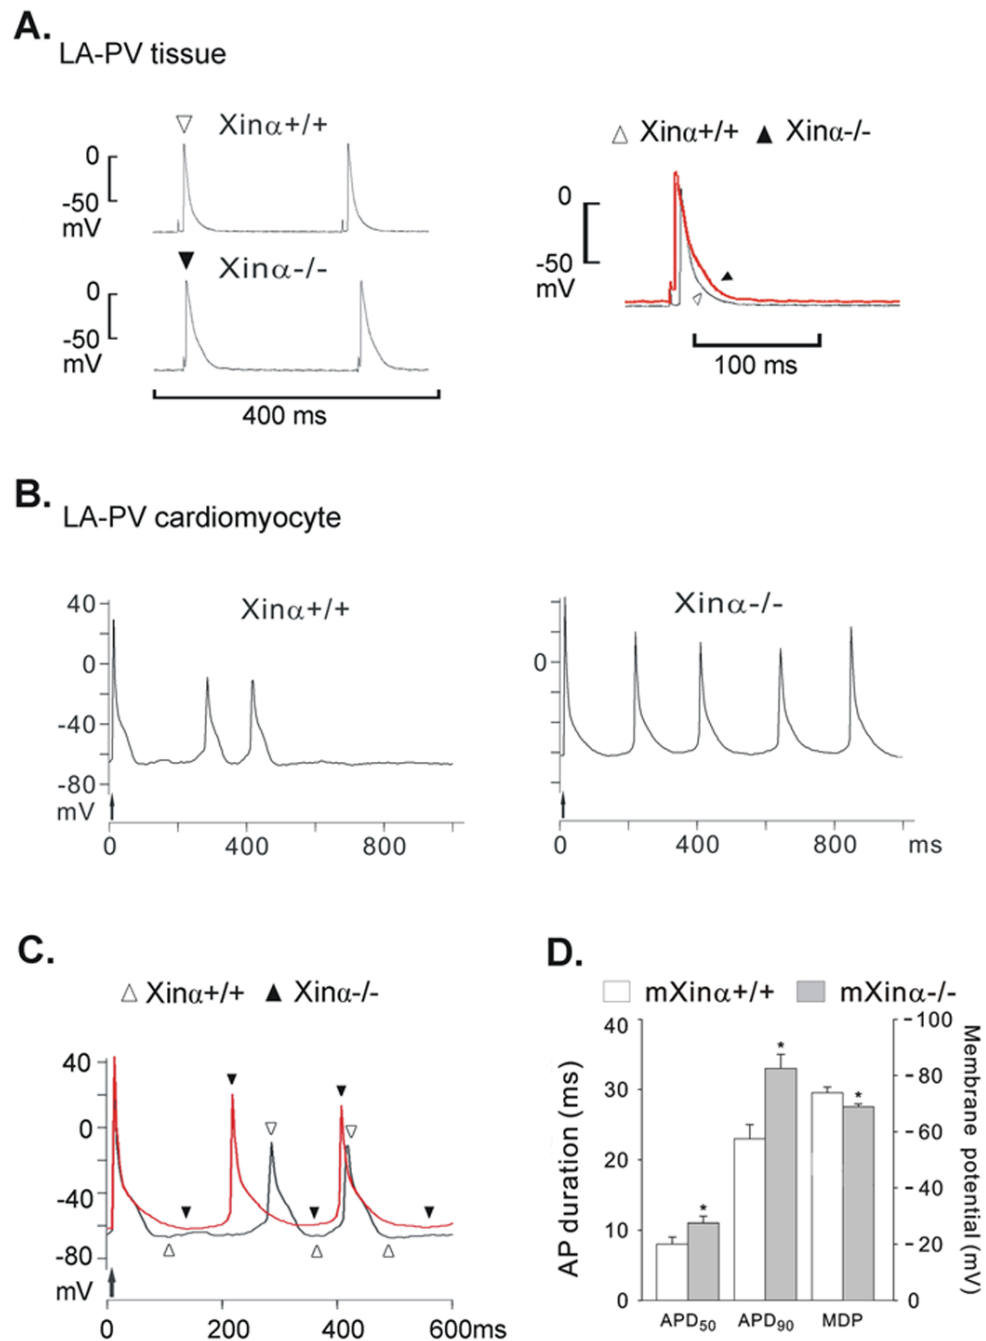 A.
LA-PV tissue
▽ Xinα+/+
0
-50
mV
▼ Xinα-/-
0
-50
mV
400 ms
△ Xinα+/+ ▲ Xinα-/-
0
-50
mV
100 ms
B.
LA-PV cardiomyocyte
Xinα+/+
40
0
-40
-80
mV
0 400 800
Xinα-/-
0
0 400 800 ms
C.
△ Xinα+/+ ▲ Xinα-/-
40
0
-40
-80
mV
0 200 400 600ms
D.
mXinα+/+ mXinα-/-
AP duration (ms)
40
30
20
10
0
* * *
-100
-80
-60
-40
-20
0
Membrane potential (mV)
APD50 APD90 MDP